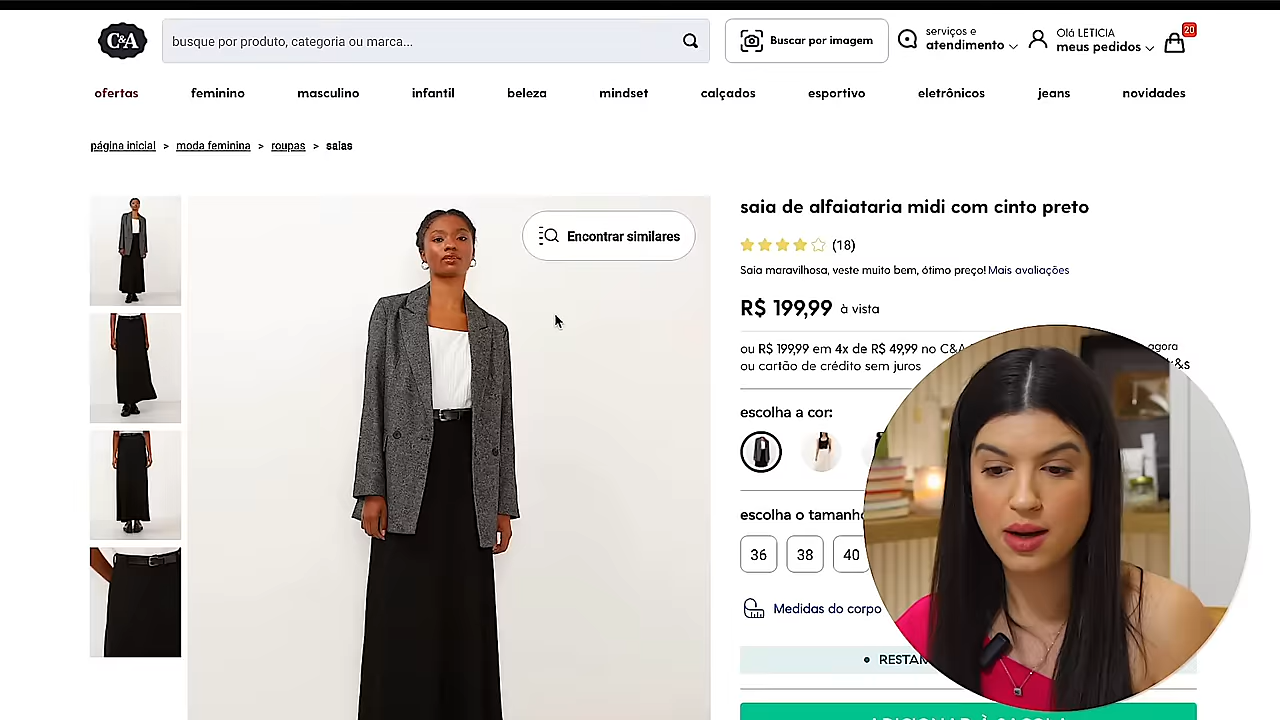 C&A
busque por produto, categoria ou marca...
Buscar por imagem
serviços e
atendimento
Olá LETICIA
meus pedidos
20
ofertas
feminino
masculino
infantil
beleza
mindset
calçados
esportivo
eletrônicos
jeans
novidades
página inicial > moda feminina > roupas > saias
Encontrar similares
saia de alfaiataria midi com cinto preto
(18)
Saia maravilhosa, veste muito bem, ótimo preço! Mais avaliações
R$ 199,99 à vista
ou R$ 199,99 em 4x de R$ 49,99 no C&A
agora
ou cartão de crédito sem juros
escolha a cor:
escolha o tamanho
36
38
40
Medidas do corpo